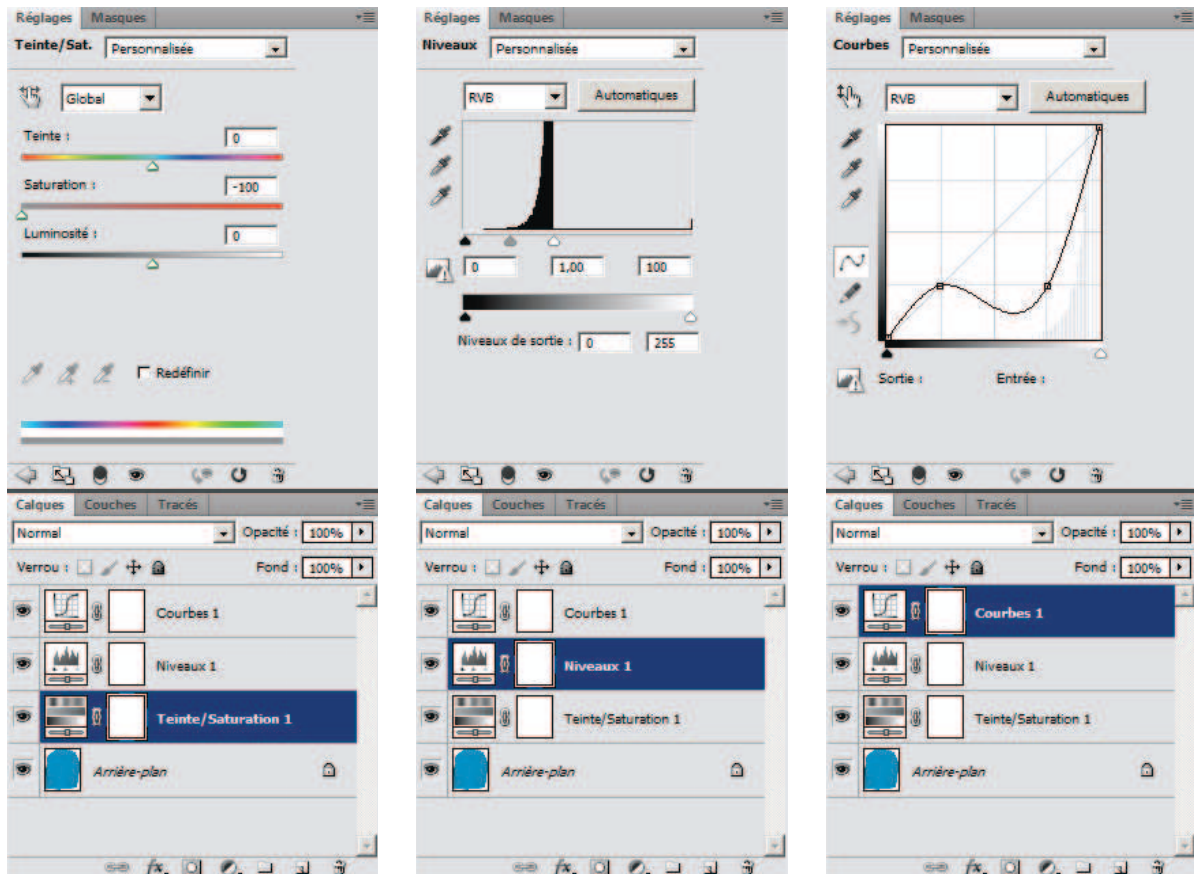 Réglages Masques
Teinte/Sat. Personnalisée
Global
Teinte : 0
Saturation : -100
Luminosité : 0
Redéfinir
Calques Couches Tracés
Normal Opacité : 100%
Verrou : Fond : 100%
Courbes 1
Niveaux 1
Teinte/Saturation 1
Arrière-plan
fx.
Réglages Masques
Niveaux Personnalisée
RVB Automatiques
0 1,00 100
Niveaux de sortie : 0 255
Calques Couches Tracés
Normal Opacité : 100%
Verrou : Fond : 100%
Courbes 1
Niveaux 1
Teinte/Saturation 1
Arrière-plan
fx.
Réglages Masques
Courbes Personnalisée
RVB Automatiques
Sortie : Entrée :
Calques Couches Tracés
Normal Opacité : 100%
Verrou : Fond : 100%
Courbes 1
Niveaux 1
Teinte/Saturation 1
Arrière-plan
fx.